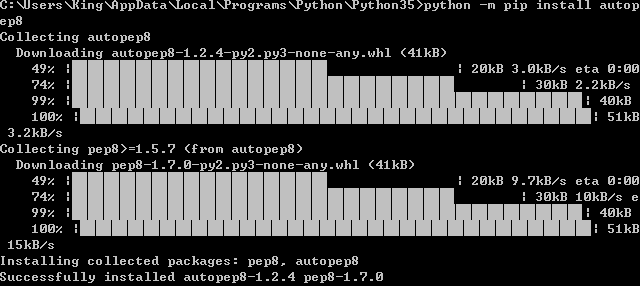 C:\Users\King\AppData\Local\Programs\Python\Python35>python -m pip install autop
ep8
Collecting autopep8
Downloading autopep8-1.2.4-py2.py3-none-any.whl (41kB)
49% |████████████████ | 20kB 3.0kB/s eta 0:00
74% |████████████████████████ | 30kB 2.2kB/s
99% |████████████████████████████████ | 40kB
100% |████████████████████████████████| 51kB
3.2kB/s
Collecting pep8>=1.5.7 (from autopep8)
Downloading pep8-1.7.0-py2.py3-none-any.whl (41kB)
49% |████████████████ | 20kB 9.7kB/s eta 0:00
74% |████████████████████████ | 30kB 10kB/s e
99% |████████████████████████████████ | 40kB
100% |████████████████████████████████| 51kB
15kB/s
Installing collected packages: pep8, autopep8
Successfully installed autopep8-1.2.4 pep8-1.7.0